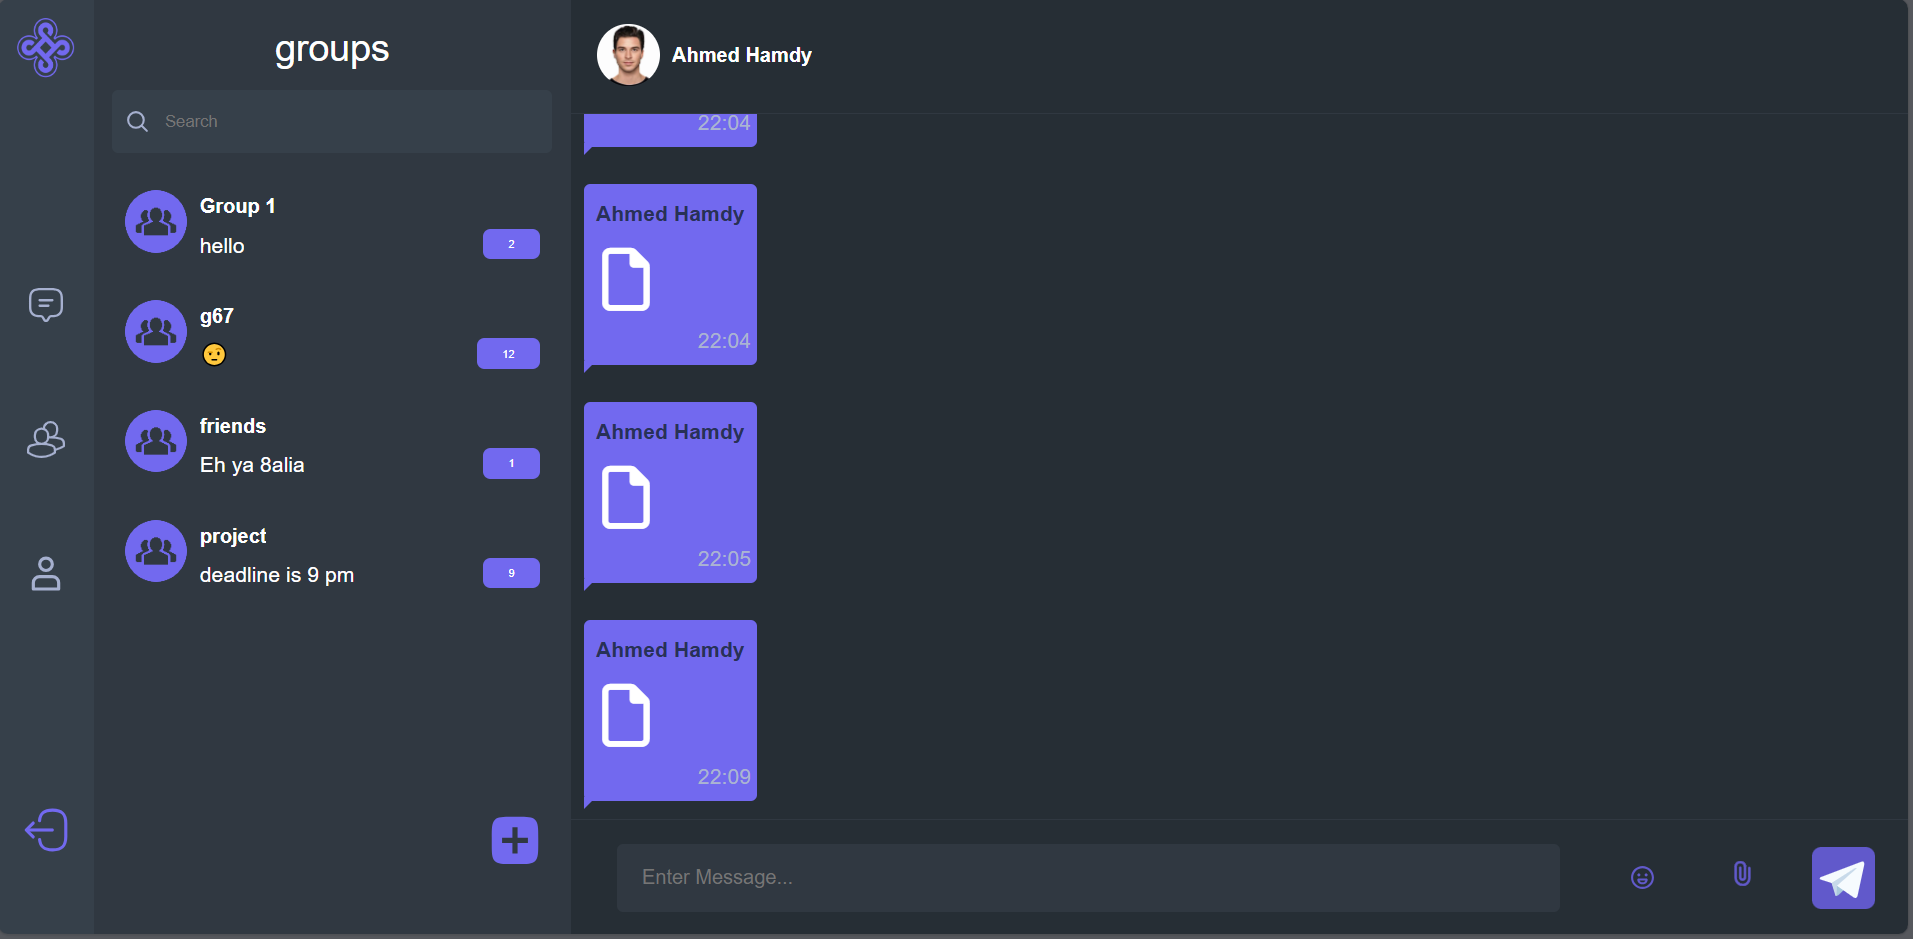 groups
Search
Group 1
hello
2
g67
12
friends
Eh ya 8alia
1
project
deadline is 9 pm
9
Ahmed Hamdy
22:04
Ahmed Hamdy
22:04
Ahmed Hamdy
22:05
Ahmed Hamdy
22:09
Enter Message...